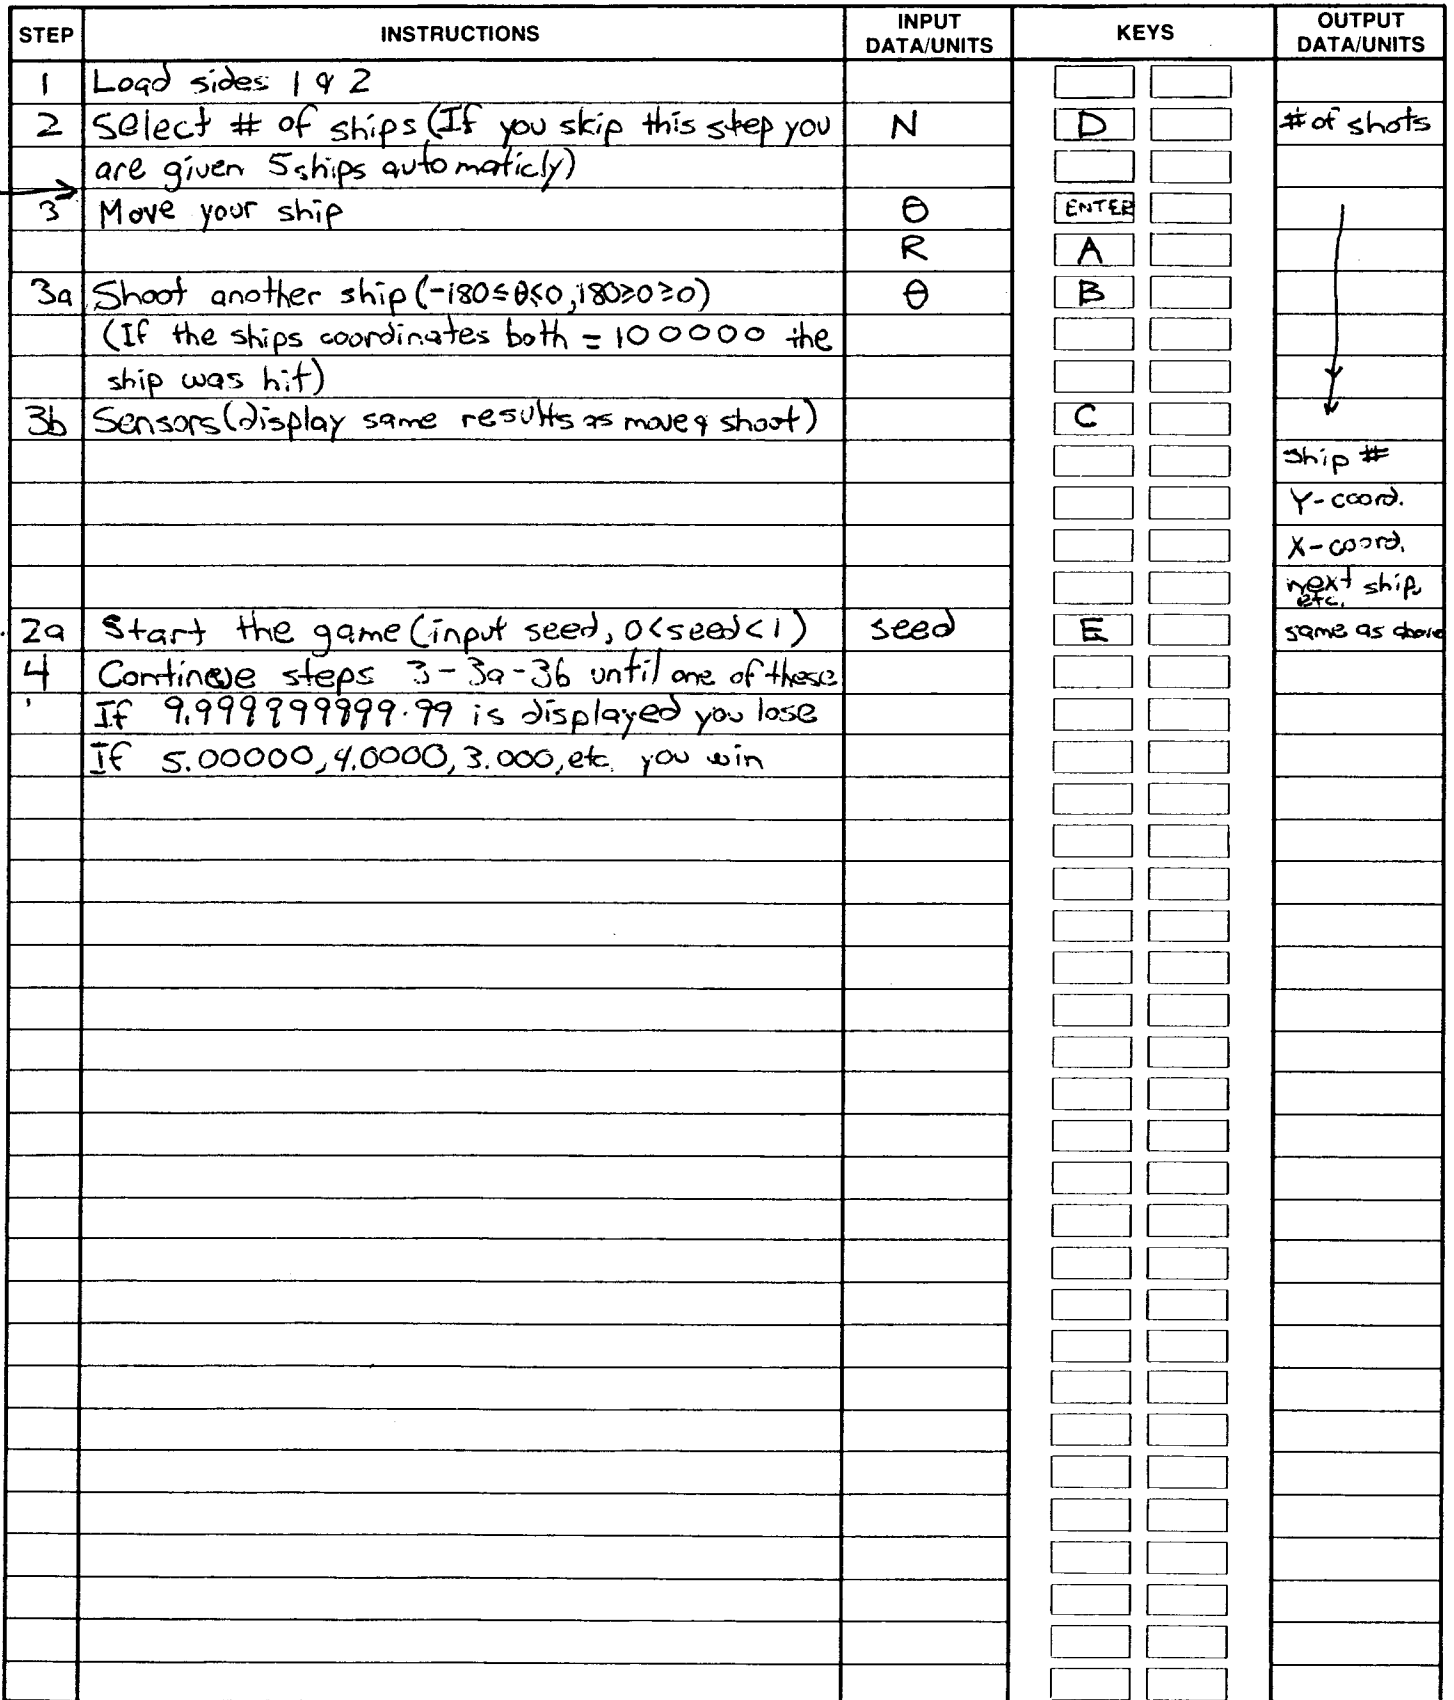 STEP INSTRUCTIONS INPUT DATA/UNITS KEYS OUTPUT DATA/UNITS
1 Load sides 1 & 2
2 Select # of ships (If you skip this step you N D # of shots
are given 5 ships automaticly)
3 Move your ship θ ENTER
R A
3a Shoot another ship (-180≤θ≤0, 180≥θ≥0) θ B
(If the ships coordinates both = 100000 the
ship was hit)
3b Sensors (display same results as move & shoot) C
ship #
Y-coord.
X-coord.
next ship, etc.
2a Start the game (input seed, 0<seed<1) seed E same as above
4 Continue steps 3-3a-3b until one of these
If 9.999999999.99 is displayed you lose
If 5.00000, 4.0000, 3.000, etc. you win